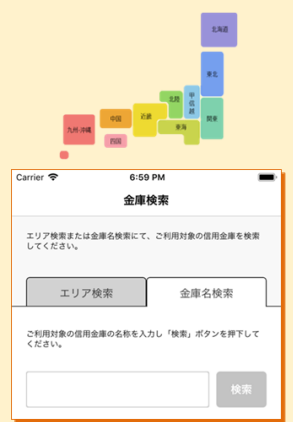 北海道
東北
北陸
甲信越
関東
中国
近畿
東海
九州・沖縄
四国
Carrier
6:59 PM
金庫検索
エリア検索または金庫名検索にて、ご利用対象の信用金庫を検索
してください。
エリア検索
金庫名検索
ご利用対象の信用金庫の名称を入力し「検索」ボタンを押下して
ください。
検索